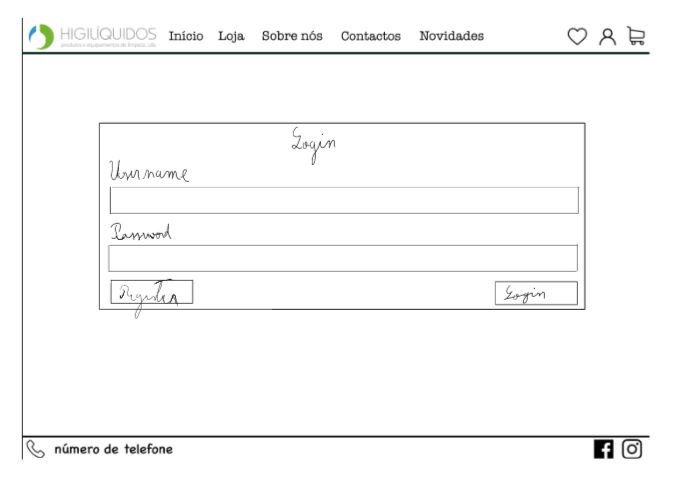 HIGILÍQUIDOS Início Loja Sobre nós Contactos Novidades
produtos e equipamentos de limpeza, Lda
Login
Username
Password
Register Login
número de telefone